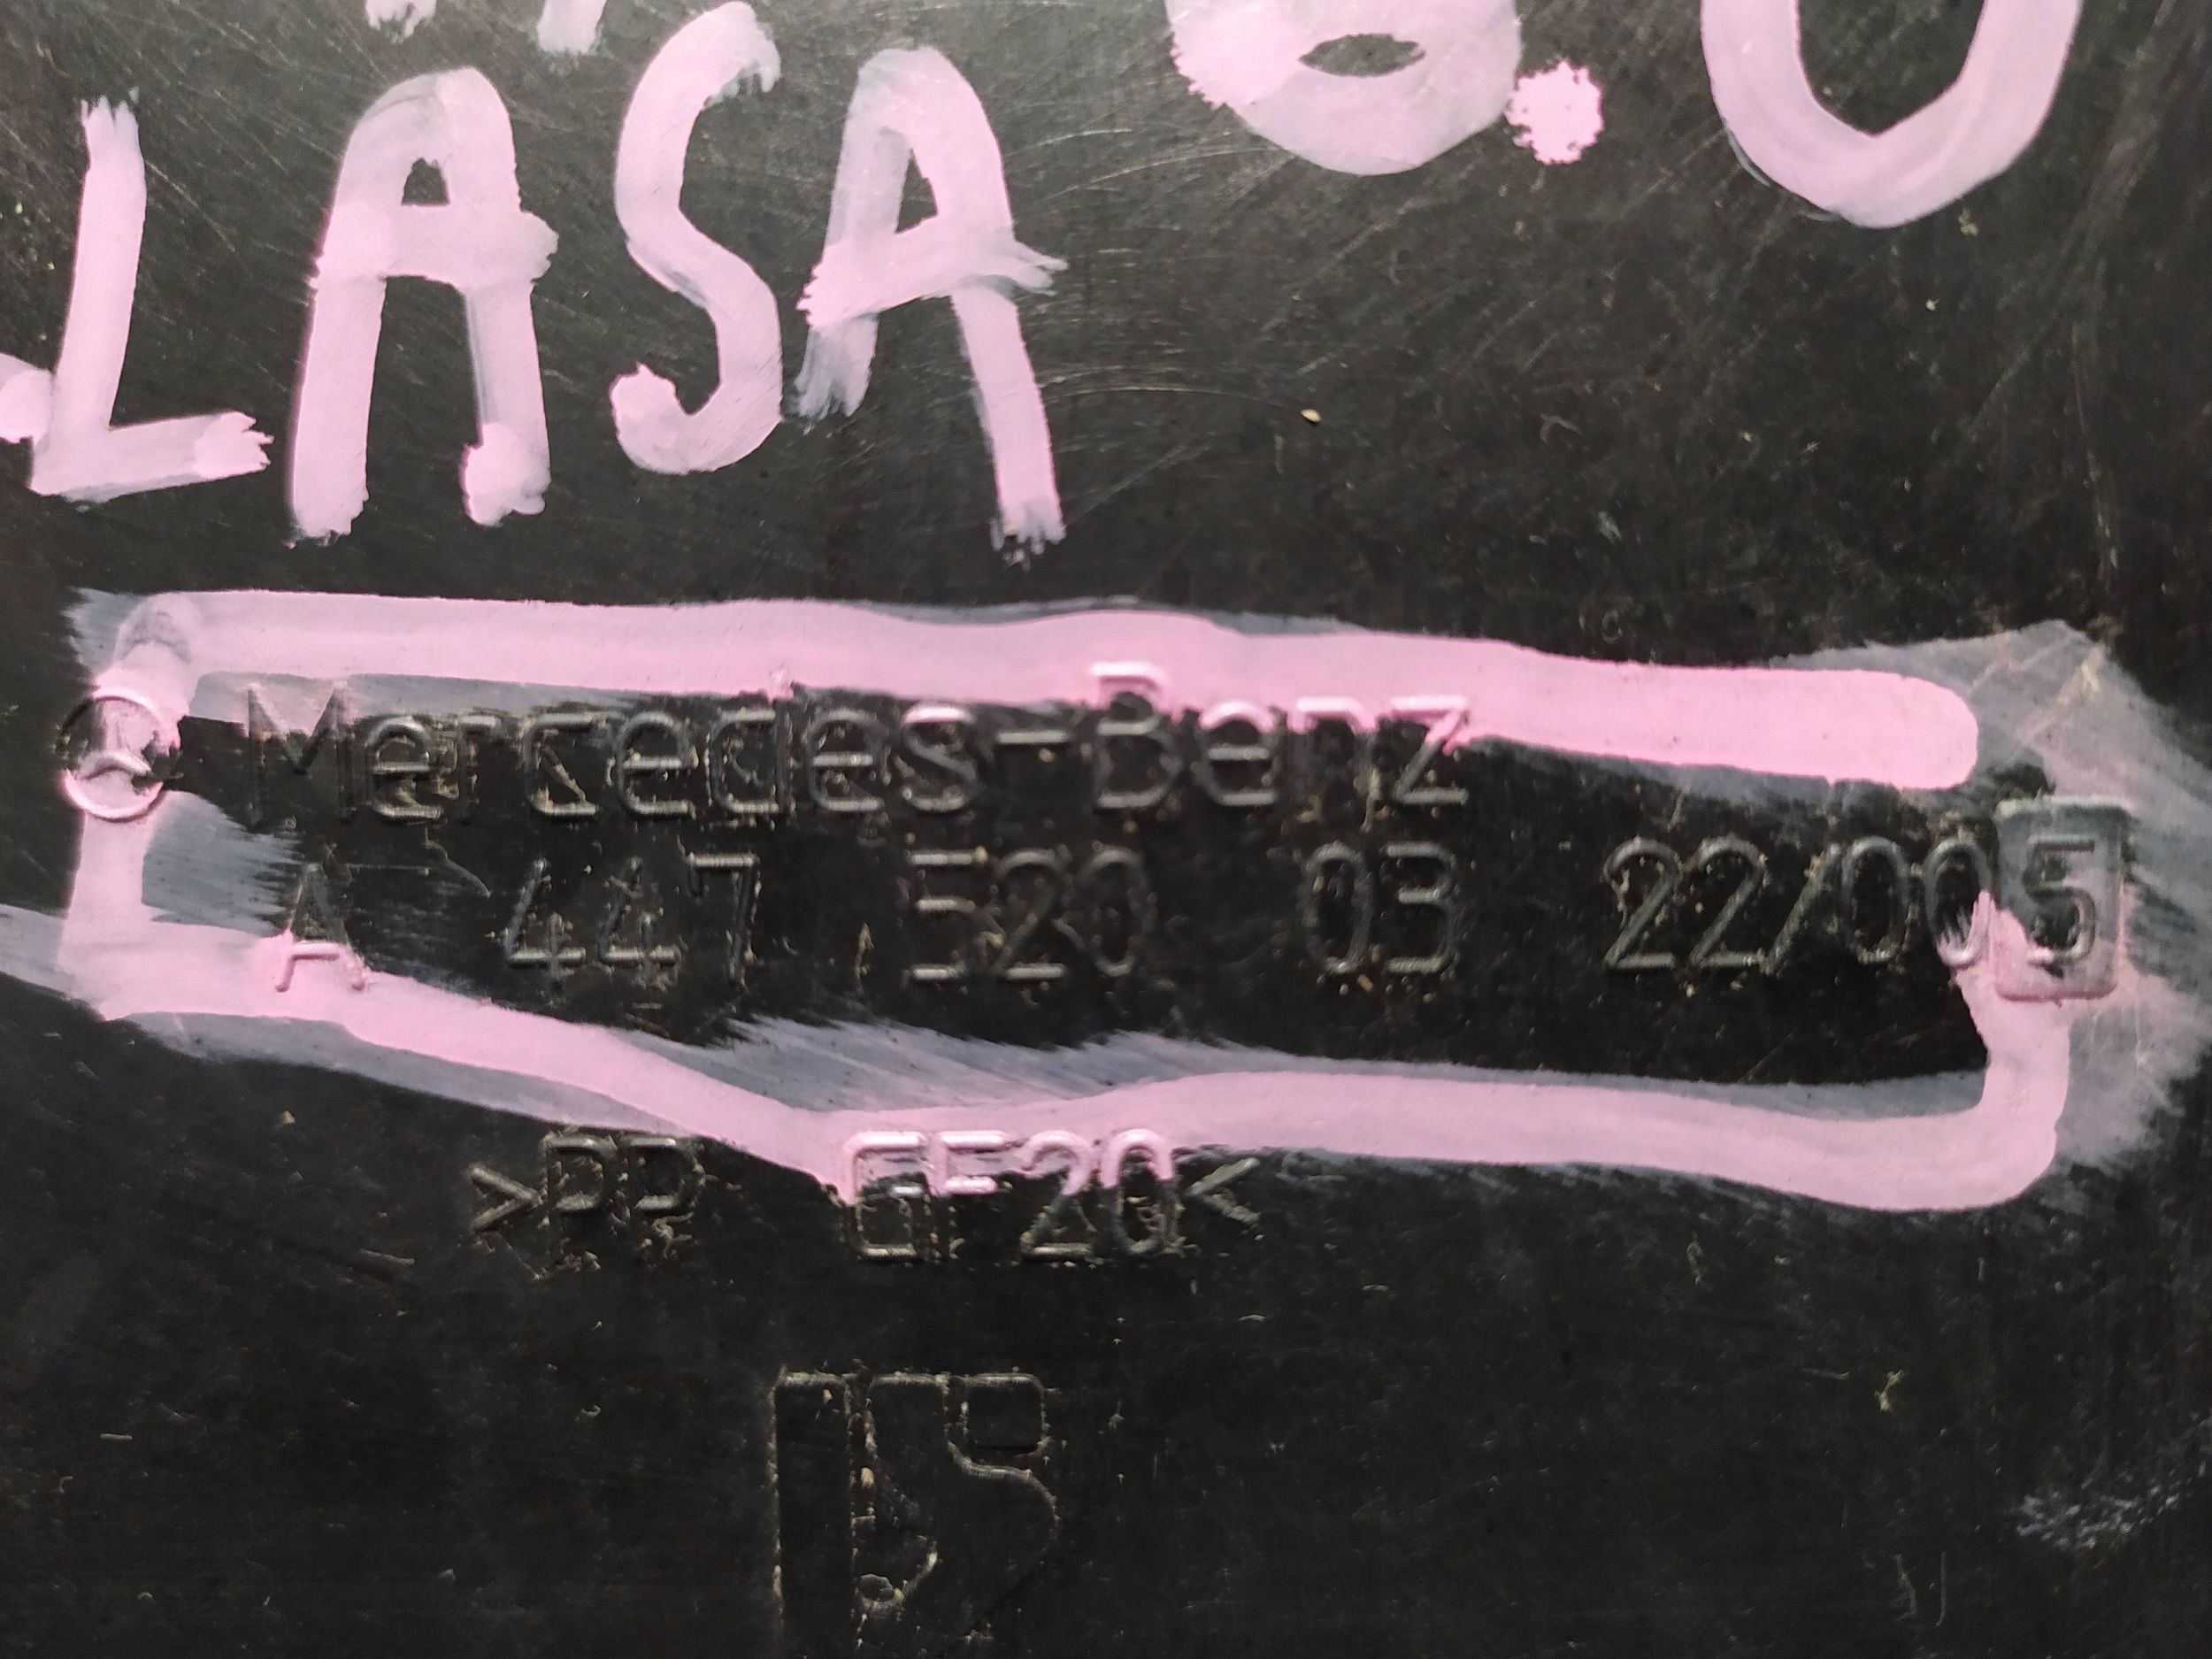 LASA
Mercedes-Benz
A 447 520 03 22/005
>PP GF20<